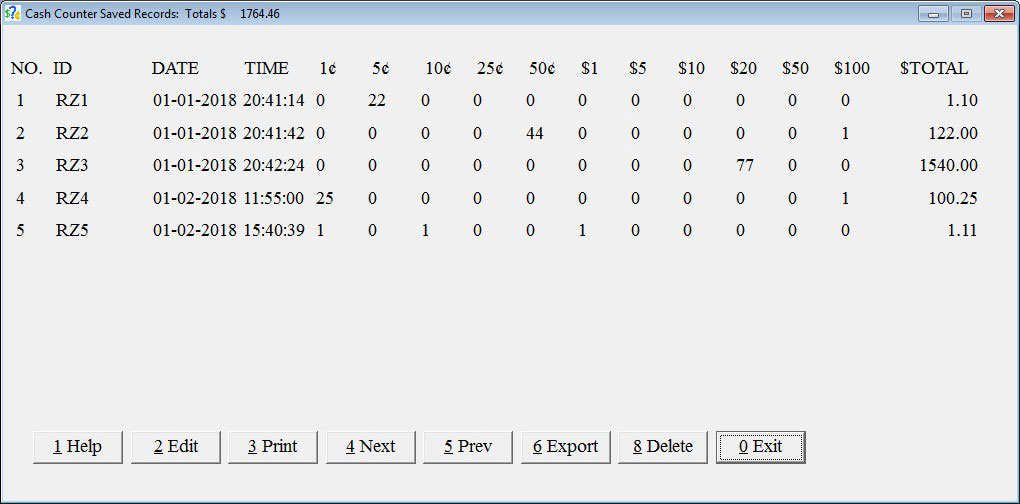 Cash Counter Saved Records: Totals $ 1764.46
NO. ID DATE TIME 1¢ 5¢ 10¢ 25¢ 50¢ $1 $5 $10 $20 $50 $100 $TOTAL
1 RZ1 01-01-2018 20:41:14 0 22 0 0 0 0 0 0 0 0 0 1.10
2 RZ2 01-01-2018 20:41:42 0 0 0 0 44 0 0 0 0 0 1 122.00
3 RZ3 01-01-2018 20:42:24 0 0 0 0 0 0 0 0 77 0 0 1540.00
4 RZ4 01-02-2018 11:55:00 25 0 0 0 0 0 0 0 0 0 1 100.25
5 RZ5 01-02-2018 15:40:39 1 0 1 0 0 1 0 0 0 0 0 1.11
1 Help 2 Edit 3 Print 4 Next 5 Prev 6 Export 8 Delete 0 Exit